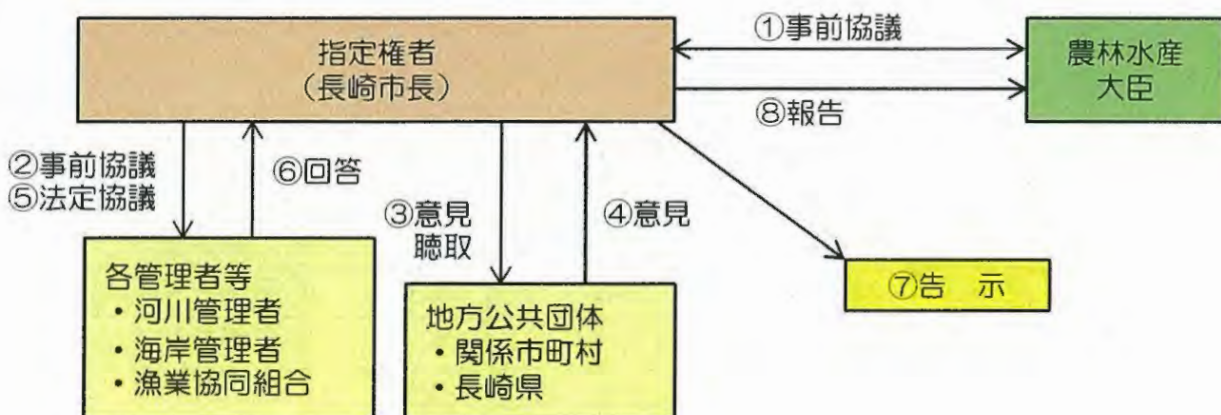 指定権者
(長崎市長)
①事前協議
農林水産
大臣
⑧報告
②事前協議
⑤法定協議
⑥回答
③意見
聴取
④意見
各管理者等
・河川管理者
・海岸管理者
・漁業協同組合
地方公共団体
・関係市町村
・長崎県
⑦告 示